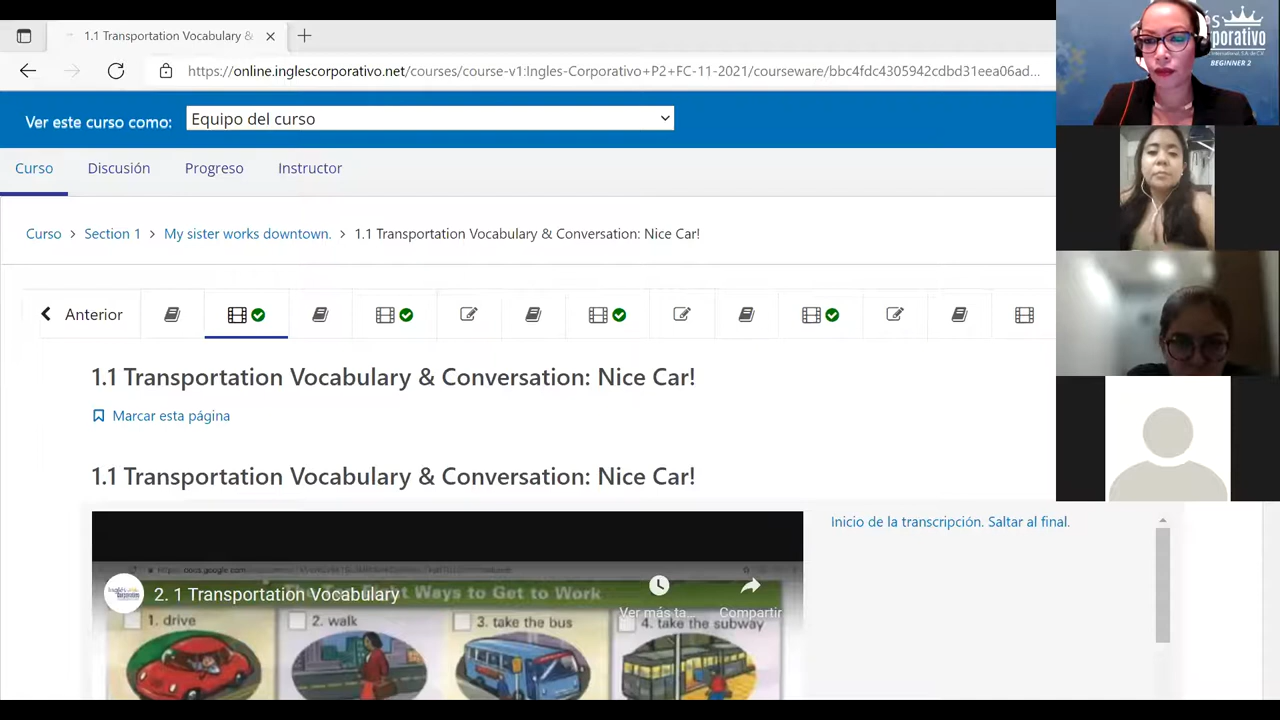 1.1 Transportation Vocabulary &
https://online.inglescorporativo.net/courses/course-v1:Ingles-Corporativo+P2+FC-11-2021/courseware/bbc4fdc4305942cdbd31eea06ad...
Ver este curso como:
Equipo del curso
Curso
Discusión
Progreso
Instructor
Curso > Section 1 > My sister works downtown. > 1.1 Transportation Vocabulary & Conversation: Nice Car!
Anterior
1.1 Transportation Vocabulary & Conversation: Nice Car!
Marcar esta página
1.1 Transportation Vocabulary & Conversation: Nice Car!
Inicio de la transcripción. Saltar al final.
2. 1 Transportation Vocabulary
Ways to Get to Work
Ver más ta...
Compartir
1. drive
2. walk
3. take the bus
4. take the subway
BEGINNER 2